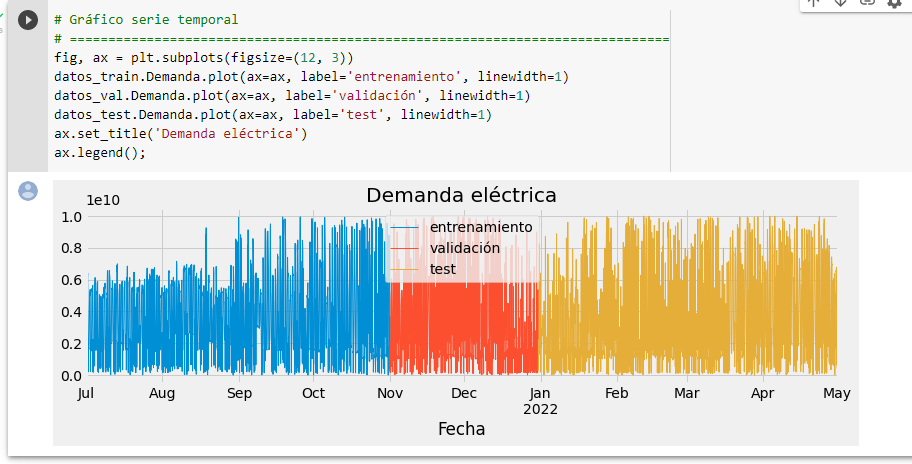 # Gráfico serie temporal
# ==============================================================================
fig, ax = plt.subplots(figsize=(12, 3))
datos_train.Demanda.plot(ax=ax, label='entrenamiento', linewidth=1)
datos_val.Demanda.plot(ax=ax, label='validación', linewidth=1)
datos_test.Demanda.plot(ax=ax, label='test', linewidth=1)
ax.set_title('Demanda eléctrica')
ax.legend();
Demanda eléctrica
1e10
1.0
0.8
0.6
0.4
0.2
0.0
entrenamiento
validación
test
Jul Aug Sep Oct Nov Dec Jan Feb Mar Apr May
2022
Fecha